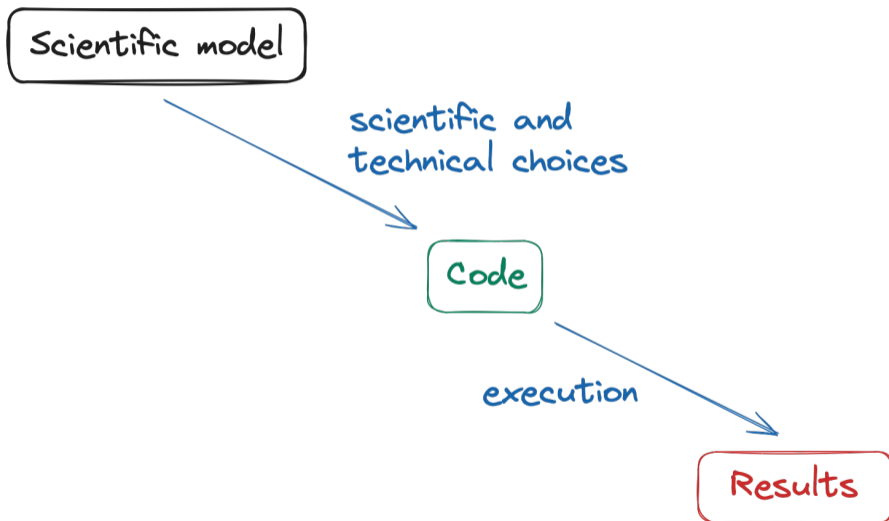 Scientific model
scientific and
technical choices
Code
execution
Results